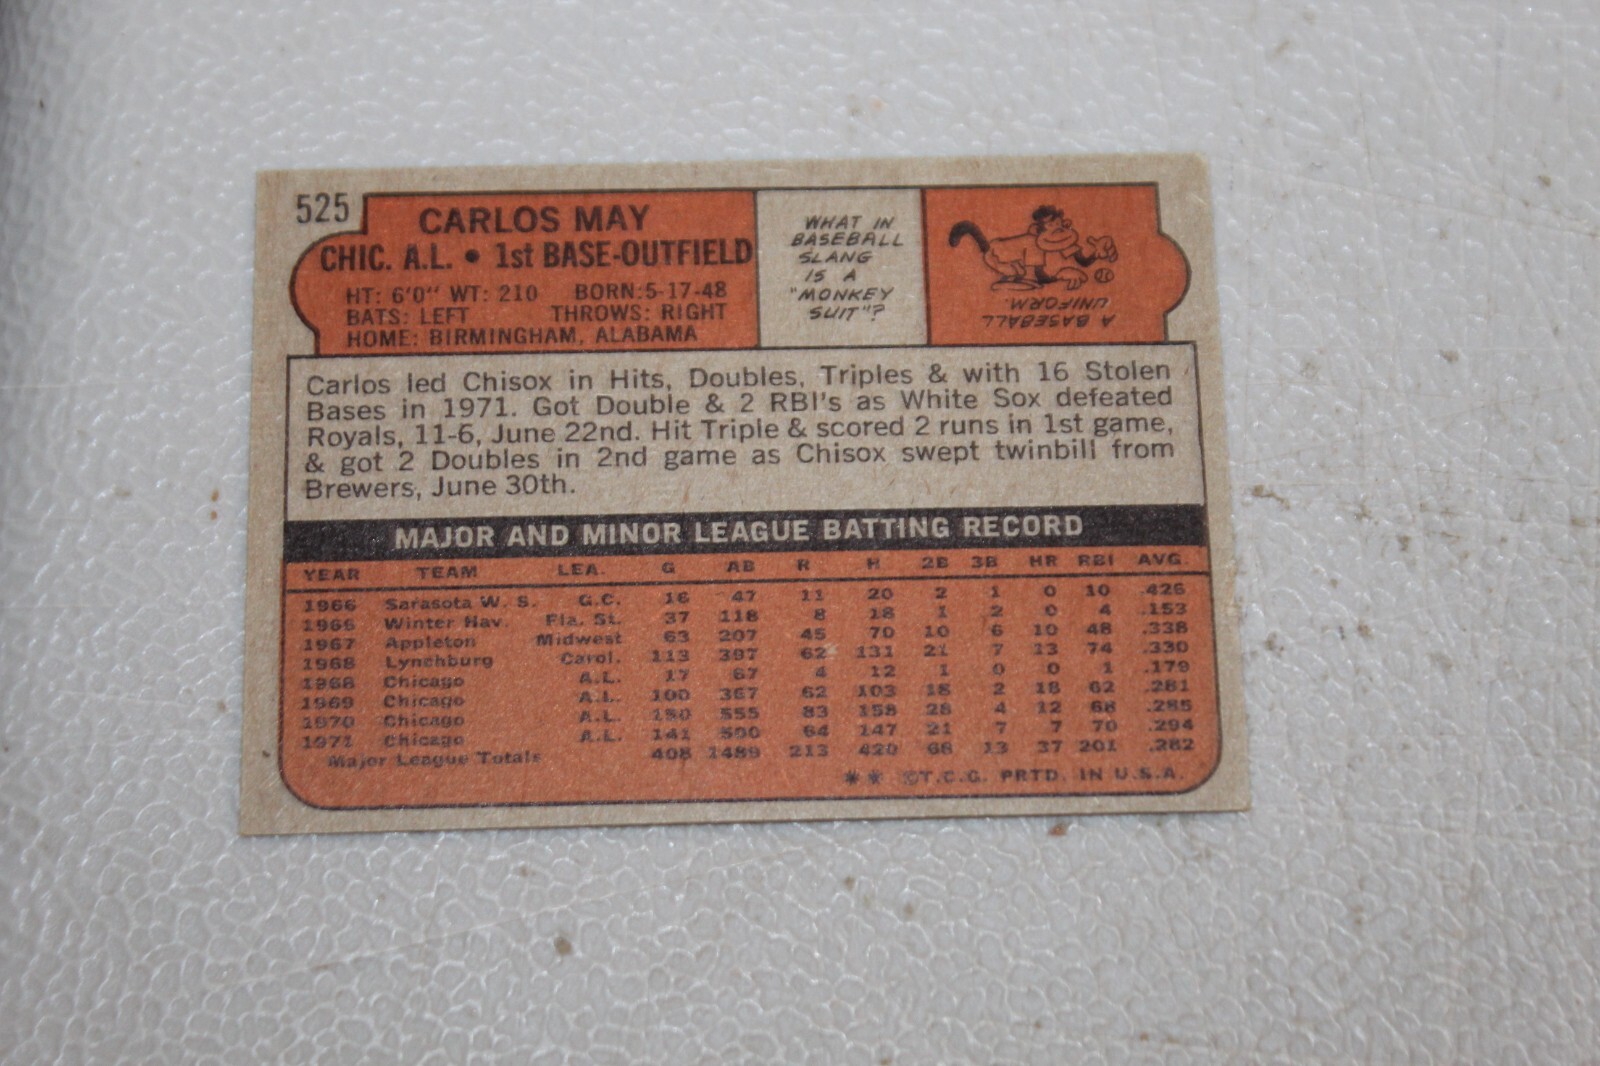 525
CARLOS MAY
CHIC. A.L. • 1st BASE-OUTFIELD
HT: 6'0" WT: 210 BORN: 5-17-48
BATS: LEFT THROWS: RIGHT
HOME: BIRMINGHAM, ALABAMA
WHAT IN
BASEBALL
SLANG
IS A
"MONKEY
SUIT"?
A BASEBALL
UNIFORM.
Carlos led Chisox in Hits, Doubles, Triples & with 16 Stolen
Bases in 1971. Got Double & 2 RBI's as White Sox defeated
Royals, 11-6, June 22nd. Hit Triple & scored 2 runs in 1st game,
& got 2 Doubles in 2nd game as Chisox swept twinbill from
Brewers, June 30th.
MAJOR AND MINOR LEAGUE BATTING RECORD
YEAR TEAM LEA. G AB R H 2B 3B HR RBI AVG.
1966 Sarasota W. S. G.C. 16 47 11 20 2 1 0 10 .426
1966 Winter Hav. Fla. St. 37 118 8 18 1 2 0 4 .153
1967 Appleton Midwest 63 207 45 70 10 6 10 48 .338
1968 Lynchburg Carol. 113 397 62 131 21 7 13 74 .330
1968 Chicago A.L. 17 67 4 12 1 0 0 1 .179
1969 Chicago A.L. 100 367 62 103 18 2 18 62 .281
1970 Chicago A.L. 150 555 83 158 28 4 12 68 .285
1971 Chicago A.L. 141 500 64 147 21 7 7 70 .294
Major League Totals 408 1489 213 420 68 13 37 201 .282
** ©T.C.G. PRTD. IN U.S.A.